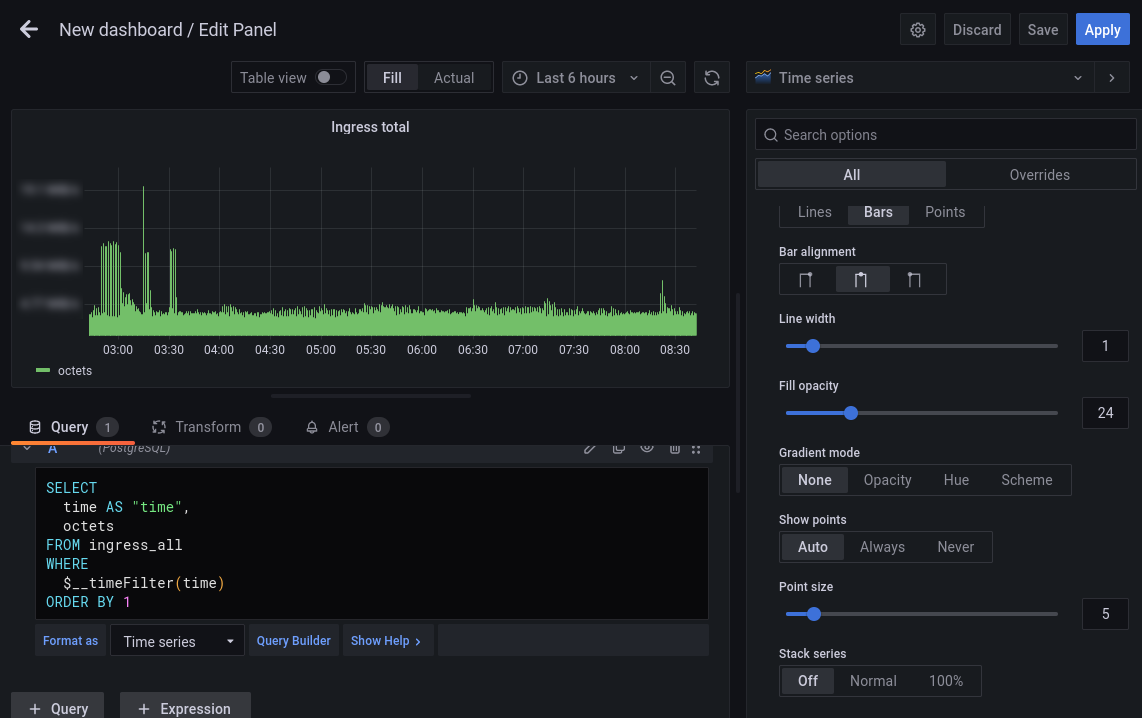 New dashboard / Edit Panel
Discard
Save
Apply
Table view
Fill
Actual
Last 6 hours
Time series
Ingress total
03:00
03:30
04:00
04:30
05:00
05:30
06:00
06:30
07:00
07:30
08:00
08:30
octets
Query
1
Transform
0
Alert
0
A
(PostgreSQL)
SELECT
time AS "time",
octets
FROM ingress_all
WHERE
$__timeFilter(time)
ORDER BY 1
Format as
Time series
Query Builder
Show Help
+ Query
+ Expression
Search options
All
Overrides
Lines
Bars
Points
Bar alignment
Line width
1
Fill opacity
24
Gradient mode
None
Opacity
Hue
Scheme
Show points
Auto
Always
Never
Point size
5
Stack series
Off
Normal
100%